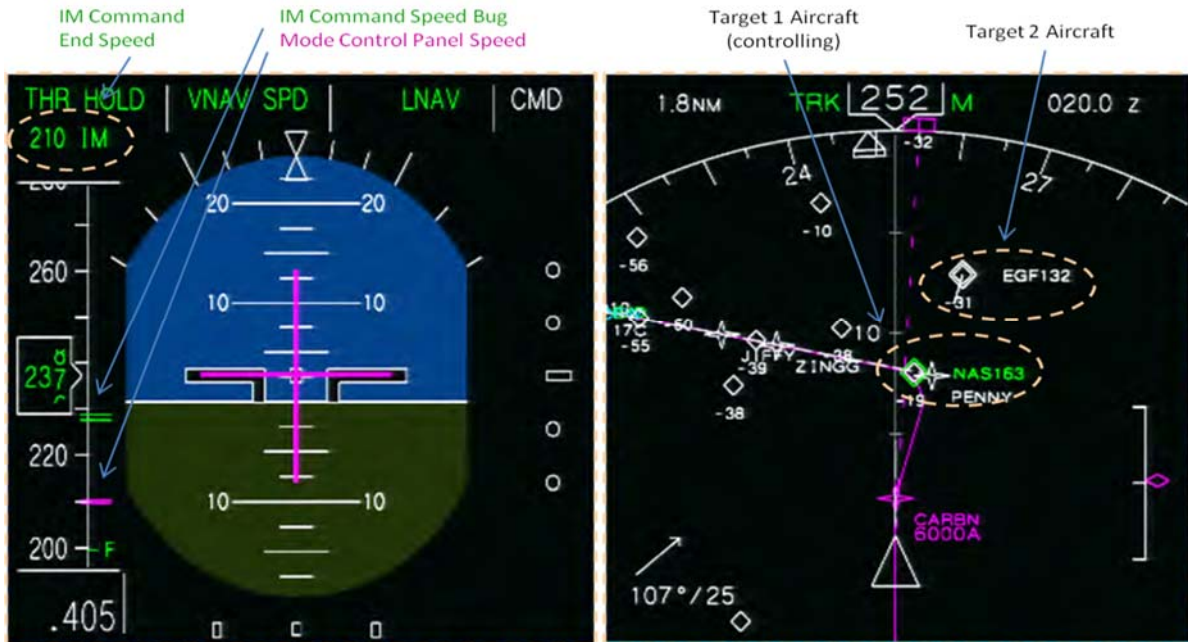 IM Command
End Speed
IM Command Speed Bug
Mode Control Panel Speed
Target 1 Aircraft
(controlling)
Target 2 Aircraft
THR HOLD VNAV SPD LNAV CMD
210 IM
20 20
260
10 10
237
220
10 10
200 F
.405
1.8NM TRK 252 M 020.0 Z
-32
24
27
-10
-56
EGF132
-31
-60
10
17C
-55
JIFFY
-39
ZINGG
-38
NAS163
-19
PENNY
-38
CARBN
6000A
107°/25